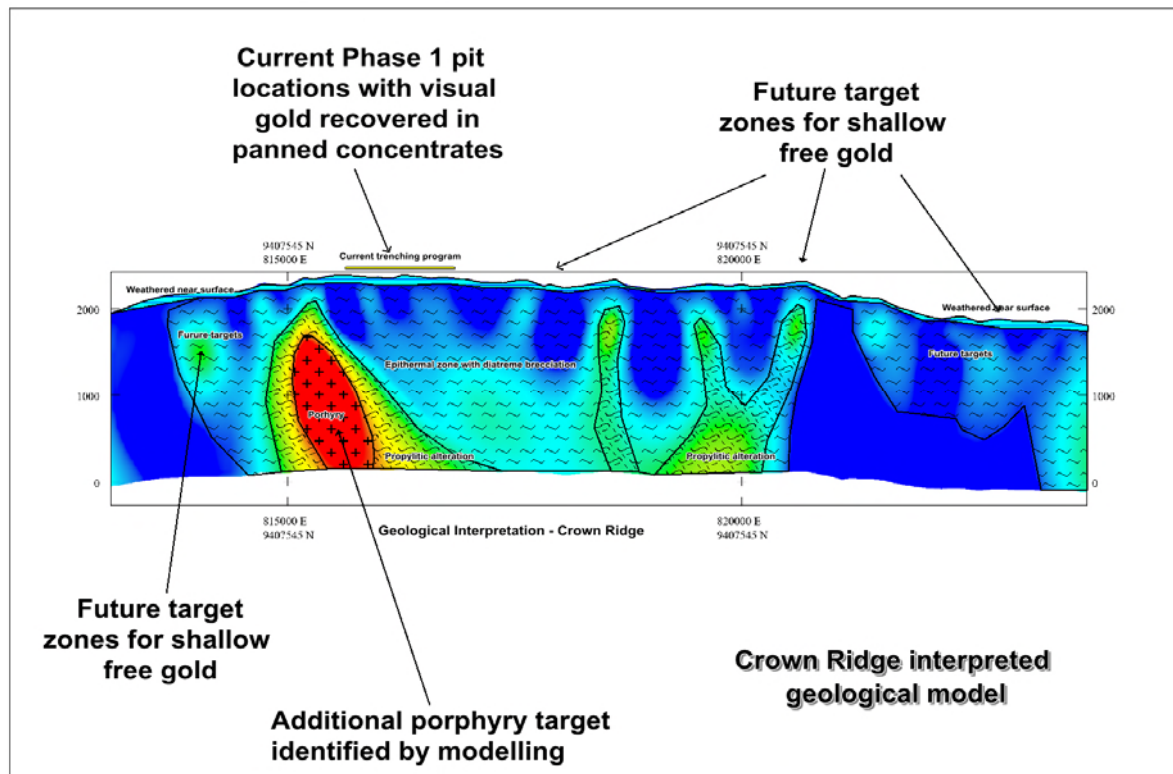 Current Phase 1 pit
locations with visual
gold recovered in
panned concentrates
Future target
zones for shallow
free gold
9407545 N
815000 E
Current trenching program
9407545 N
820000 E
Weathered near surface
Weathered near surface
2000
2000
Furure targets
Future targets
Epithermal zone with diatreme brecciation
1000
1000
Porhyry
Propylitic alteration
Propylitic alteration
0
0
815000 E
9407545 N
820000 E
9407545 N
Geological Interpretation - Crown Ridge
Future target
zones for shallow
free gold
Additional porphyry target
identified by modelling
Crown Ridge interpreted
geological model